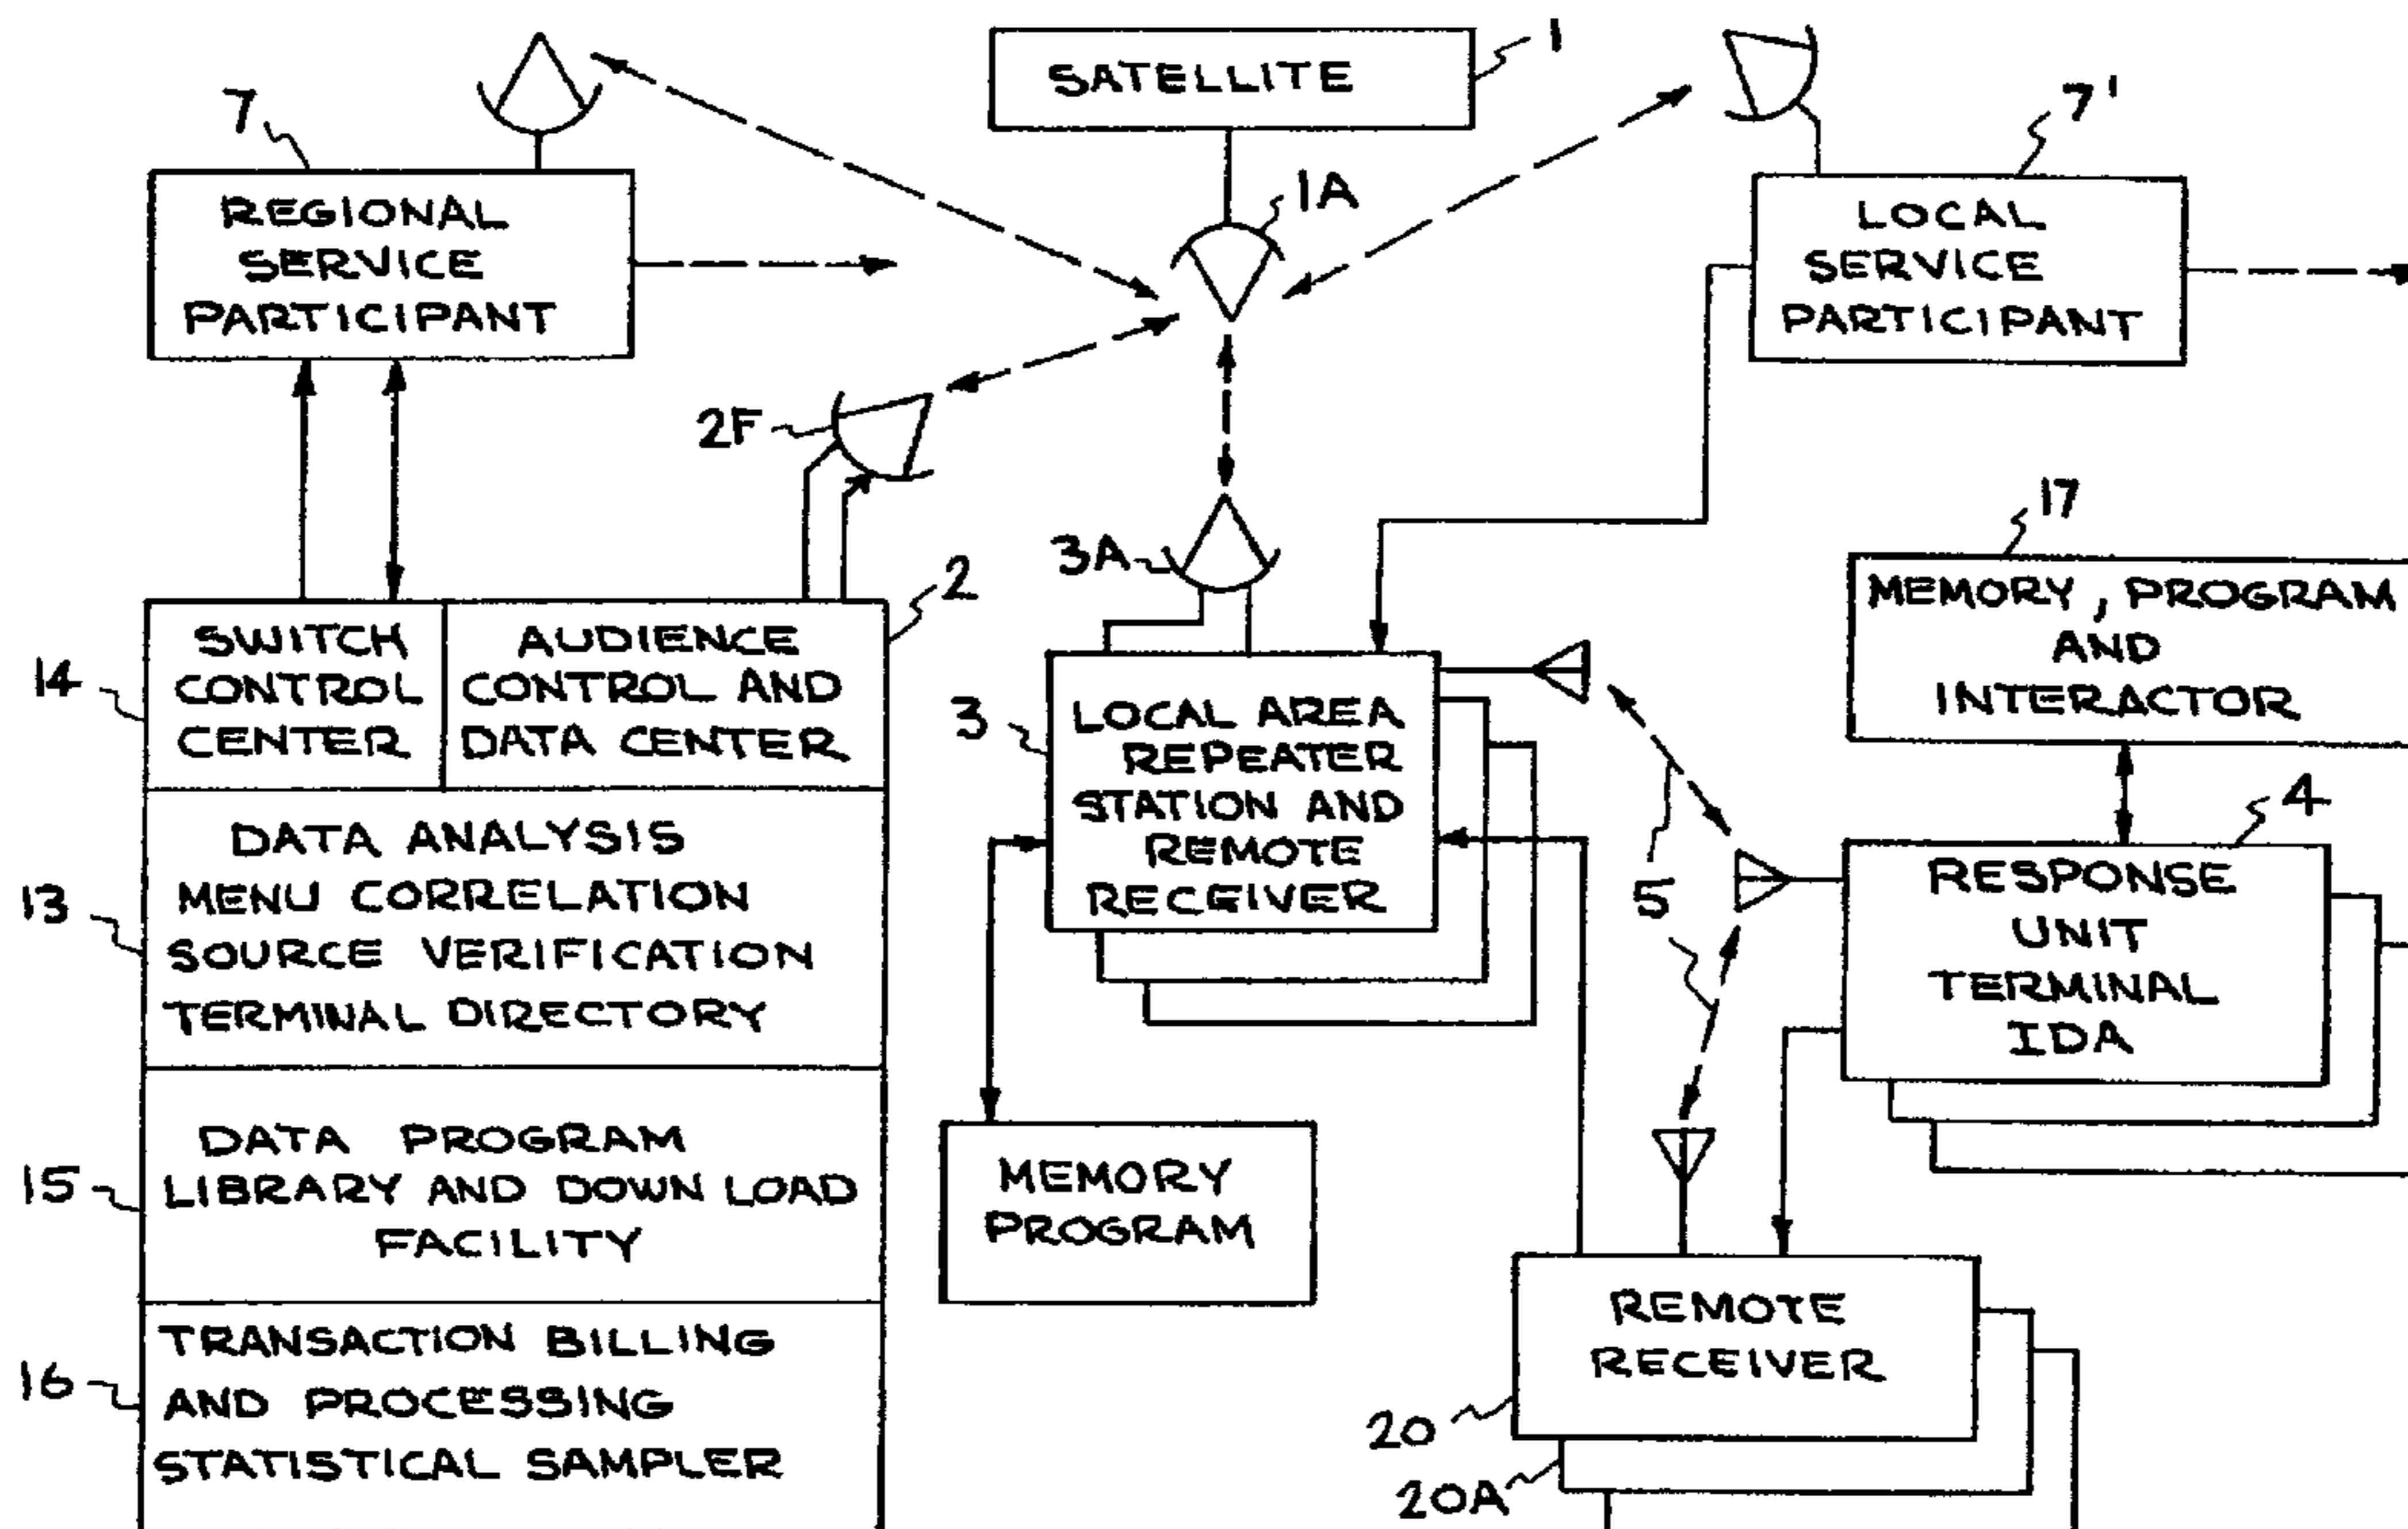 1
SATELLITE
7
7'
1A
REGIONAL
SERVICE
PARTICIPANT
LOCAL
SERVICE
PARTICIPANT
2F
17
3A
2
MEMORY, PROGRAM
AND
INTERACTOR
14
SWITCH
CONTROL
CENTER
AUDIENCE
CONTROL AND
DATA CENTER
3
LOCAL AREA
REPEATER
STATION AND
REMOTE
RECEIVER
4
5
RESPONSE
UNIT
TERMINAL
IDA
13
DATA ANALYSIS
MENU CORRELATION
SOURCE VERIFICATION
TERMINAL DIRECTORY
15
DATA PROGRAM
LIBRARY AND DOWN LOAD
FACILITY
MEMORY
PROGRAM
16
TRANSACTION BILLING
AND PROCESSING
STATISTICAL SAMPLER
REMOTE
RECEIVER
20
20A